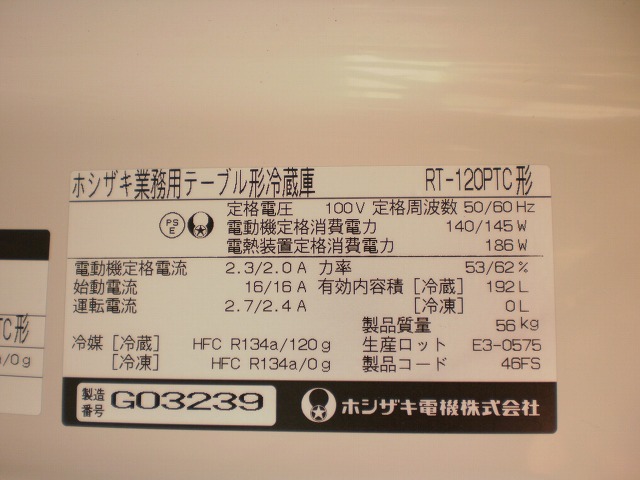 ホシザキ業務用テーブル形冷蔵庫 RT-120PTC形
PS E 定格電圧 100V 定格周波数 50/60 Hz
電動機定格消費電力 140/145 W
電熱装置定格消費電力 186 W
電動機定格電流 2.3/2.0 A 力率 53/62 %
始動電流 16/16 A 有効内容積 [冷蔵] 192 L
運転電流 2.7/2.4 A [冷凍] 0 L
製品質量 56 kg
冷媒 [冷蔵] HFC R134a/120 g 生産ロット E3-0575
[冷凍] HFC R134a/0 g 製品コード 46FS
製造番号 G03239 ホシザキ電機株式会社
TC形
a/0 g